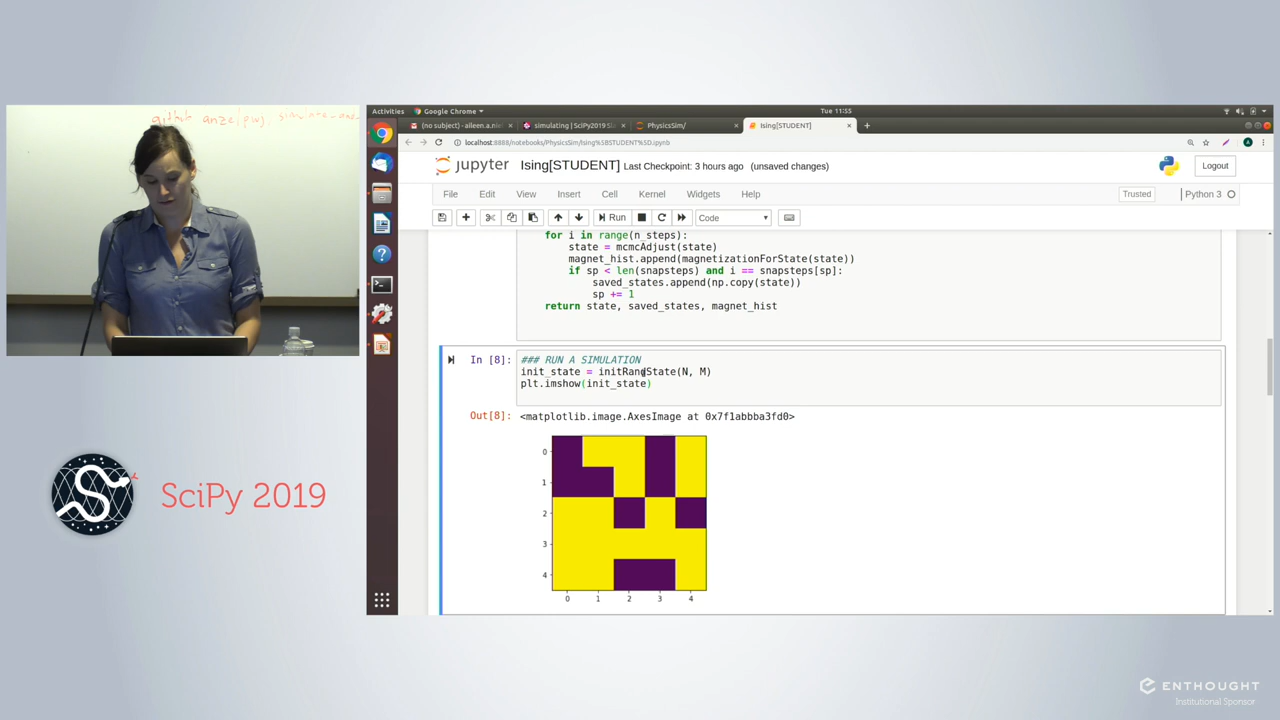 github
Activities
Google Chrome
Tue 11:55
(no subject) - aileen.a.niel
simulating | SciPy2019 Sim
PhysicsSim/
Ising[STUDENT]
localhost:8888/notebooks/PhysicsSim/Ising%5BSTUDENT%5D.ipynb
jupyter Ising[STUDENT] Last Checkpoint: 3 hours ago (unsaved changes)
Logout
File Edit View Insert Cell Kernel Widgets Help
Trusted
Python 3
Run
Code
for i in range(n_steps):
state = mcmcAdjust(state)
magnet_hist.append(magnetizationForState(state))
if sp < len(snapsteps) and i == snapsteps[sp]:
saved_states.append(np.copy(state))
sp += 1
return state, saved_states, magnet_hist
In [8]: ### RUN A SIMULATION
init_state = initRandState(N, M)
plt.imshow(init_state)
Out[8]: <matplotlib.image.AxesImage at 0x7f1abbba3fd0>
0
1
2
3
4
0 1 2 3 4
SciPy 2019
ENTHOUGHT
Institutional Sponsor